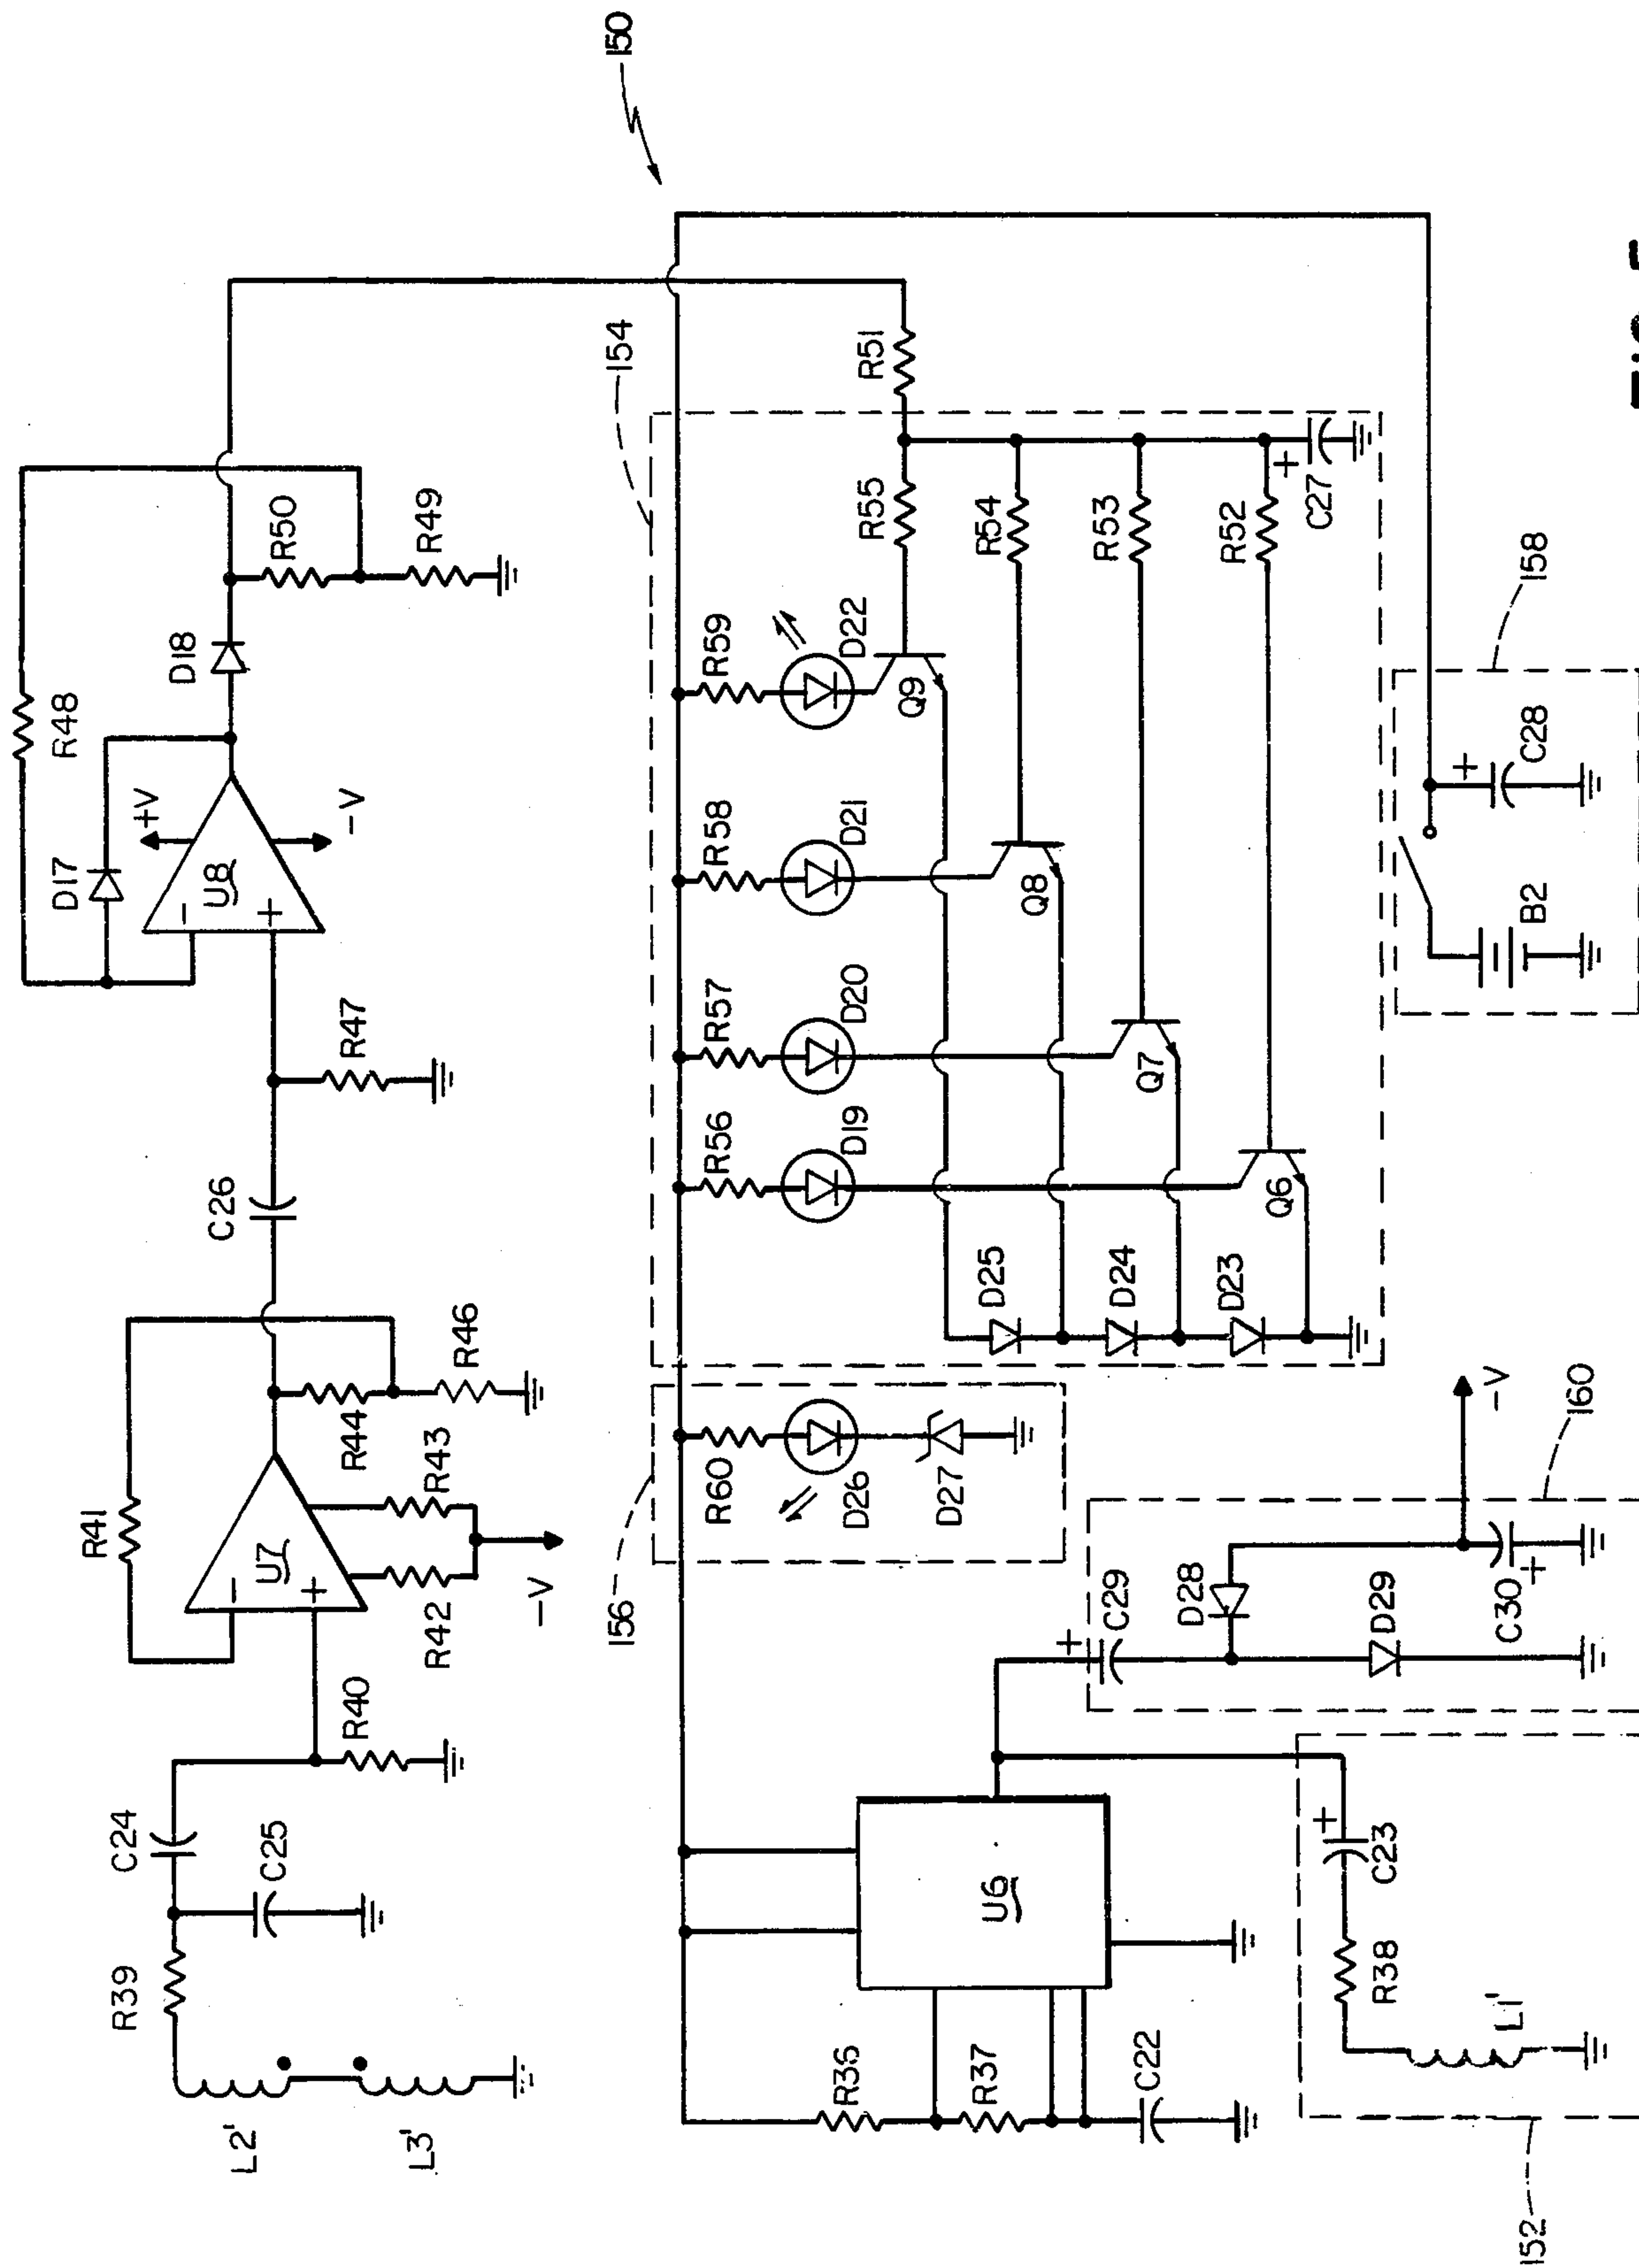 150
R48
D17
+V
U8
-
+
-V
D18
R50
R49
R47
C26
R41
U7
-
+
R44
R46
R43
R42
-V
C24
C25
R40
R39
L2'
L3'
154
R51
R55
R54
R53
R52
+
C27
R59
D22
Q9
R58
D21
Q8
R57
D20
Q7
R56
D19
Q6
D25
D24
D23
158
+
C28
B2
156
R60
D26
D27
-V
160
+
C29
D28
D29
C30
+
U6
R36
R37
C22
+
C23
R38
L1'
152